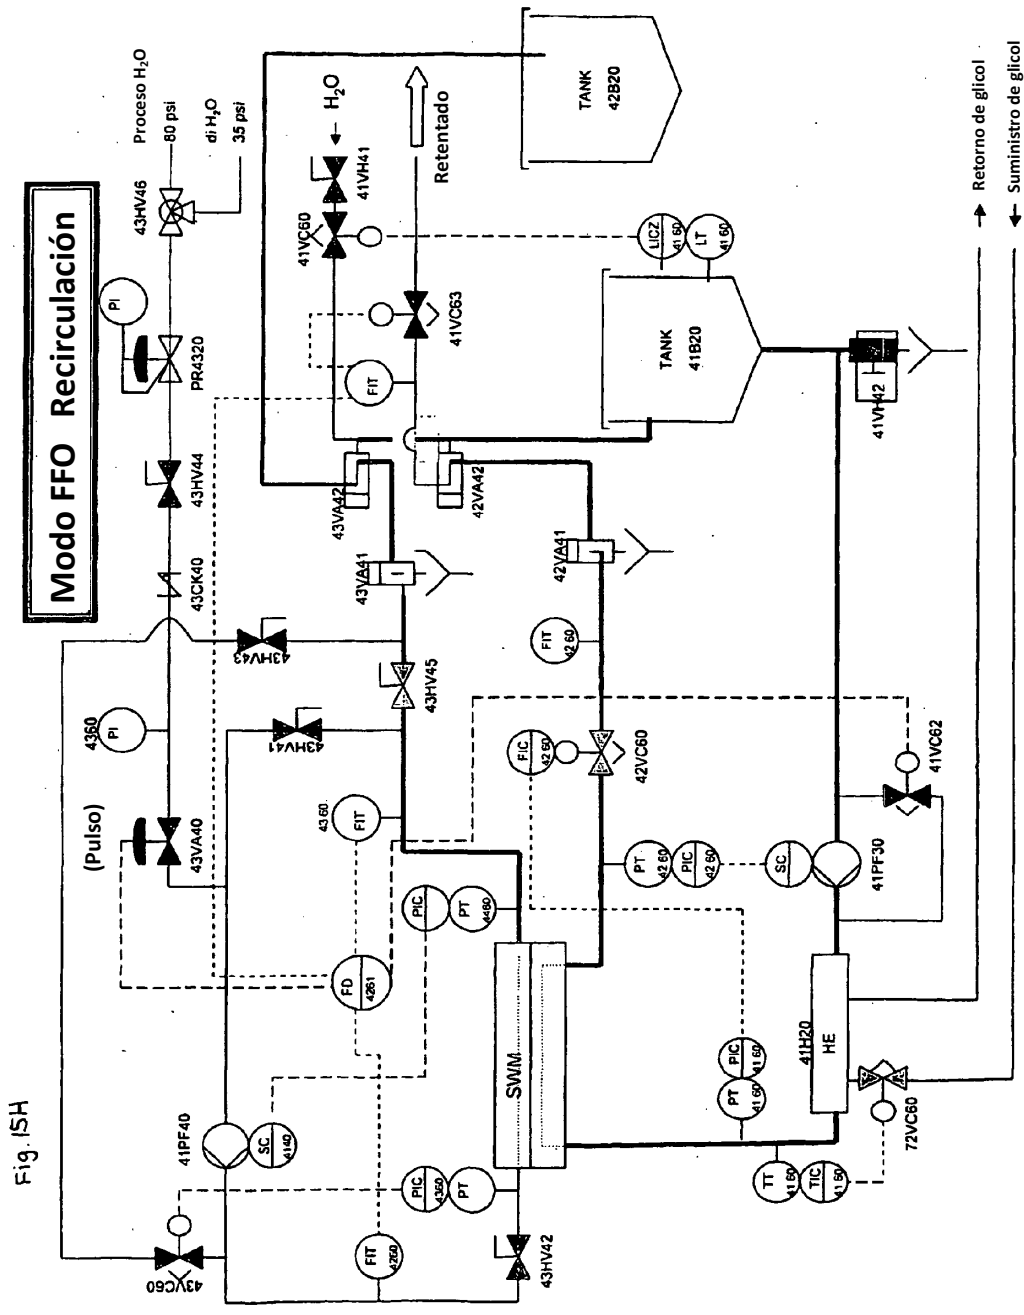 Fig. 15H
Modo FFO Recirculación
Proceso H₂O
80 psi
di H₂O
35 psi
43HV46
PI
PR4320
43HV44
43CK40
4360
PI
(Pulso)
43VA40
43HV43
43HV41
43HV45
41PF40
SC
4140
43VC60
FD
4261
4360
FIT
PIC
PT
4460
PIC
4360
PT
FIT
4260
43HV42
SWM
H₂O
41VH41
41VC60
Retentado
41VC63
FIT
43VA42
42VA42
43VA41
42VA41
FIT
42 60
FIC
42 60
42VC60
PT
42 60
PIC
42 60
SC
41PF30
41VC62
TANK
42B20
LICZ
41 60
LT
41 60
TANK
41B20
41VH42
41H20
HE
PIC
41 60
PT
41 60
TT
41 60
TIC
41 60
72VC60
Retorno de glicol
Suministro de glicol